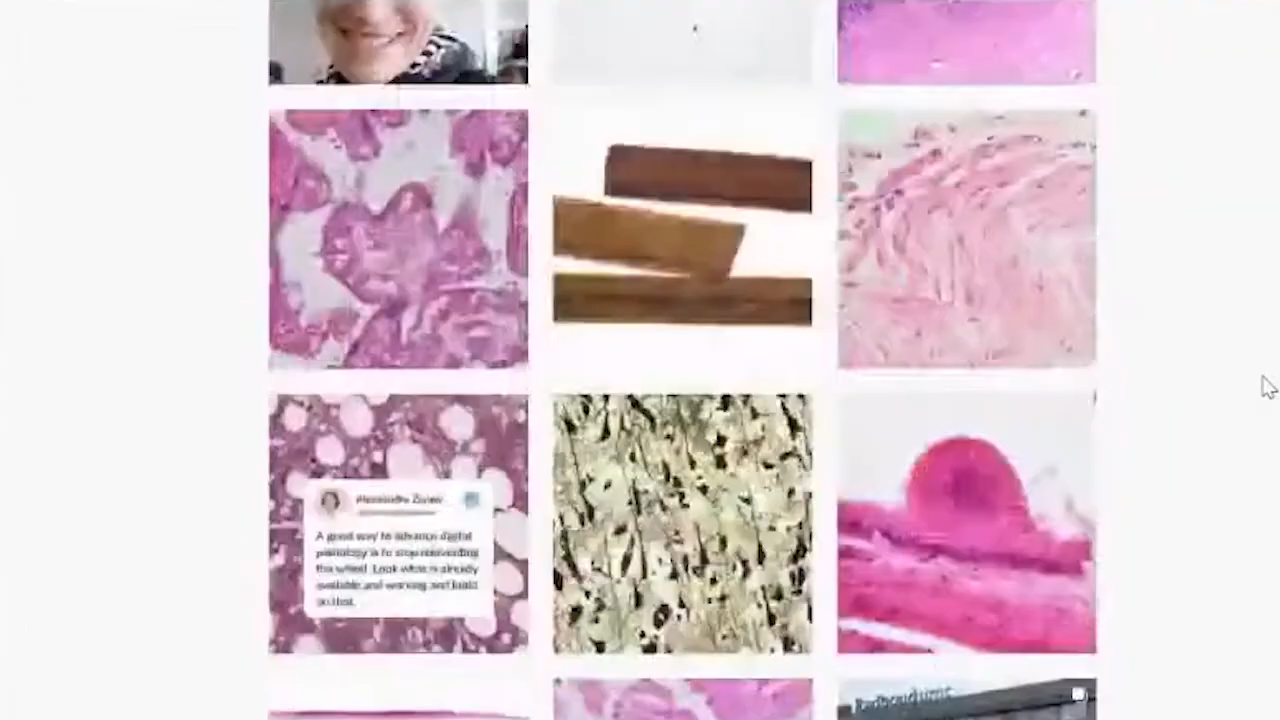 A good way to advance digital
pathology is to stop reinventing
the wheel. Look what is already
available and working and build
on that.
Radboudumc